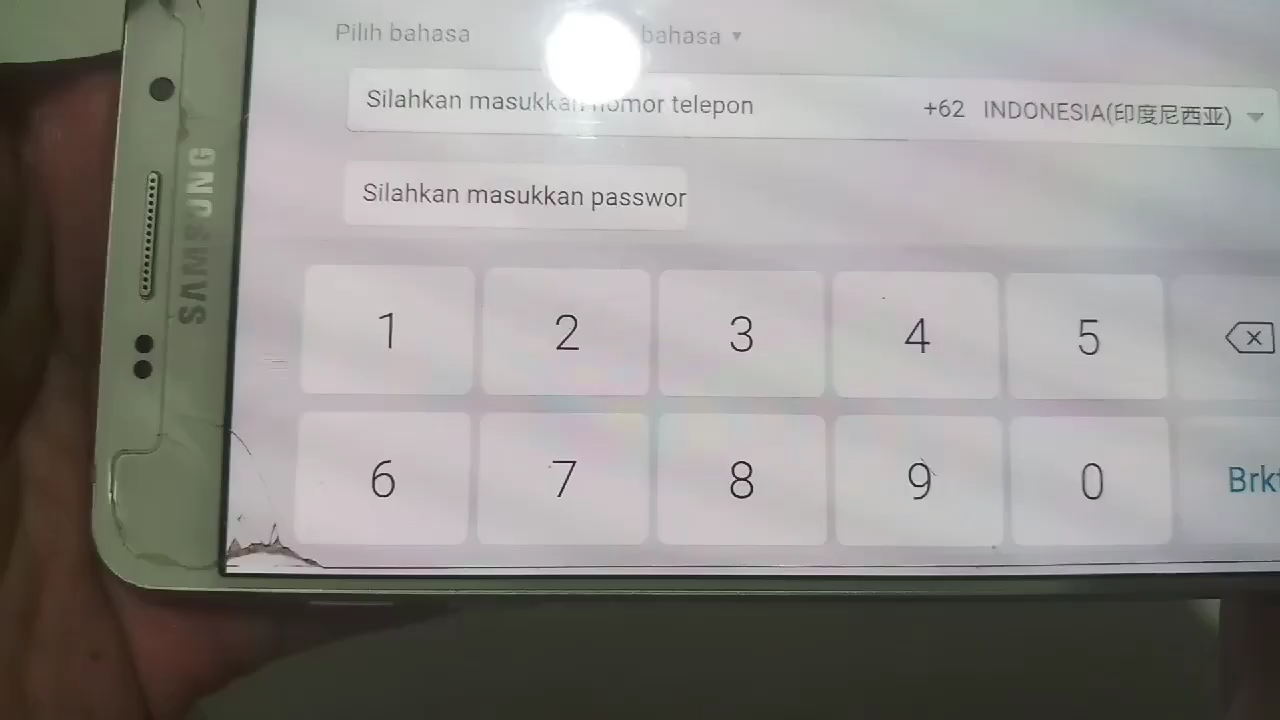 Pilih bahasa bahasa
Silahkan masukkan nomor telepon +62 INDONESIA(印度尼西亚)
Silahkan masukkan passwor
1 2 3 4 5
6 7 8 9 0 Brkt
SAMSUNG